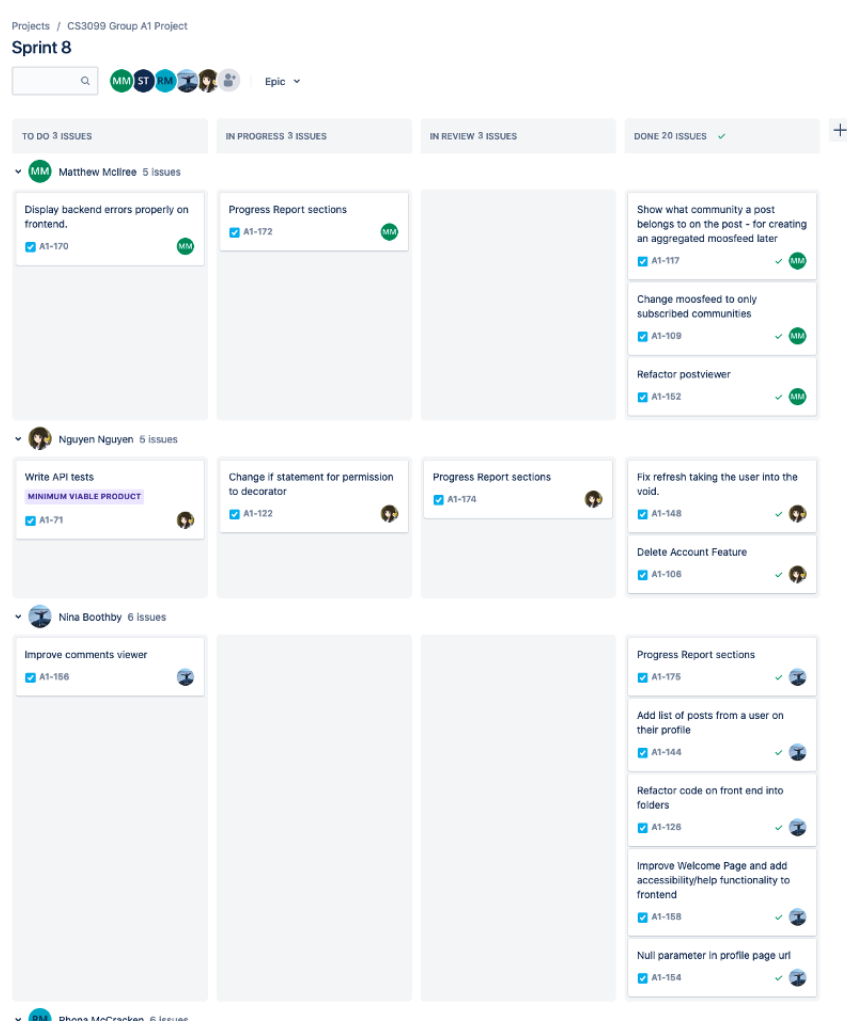 Projects / CS3099 Group A1 Project
Sprint 8
MM ST RM Epic
TO DO 3 ISSUES
IN PROGRESS 3 ISSUES
IN REVIEW 3 ISSUES
DONE 20 ISSUES
MM Matthew McIlree 5 issues
Display backend errors properly on
frontend.
A1-170 MM
Progress Report sections
A1-172 MM
Show what community a post
belongs to on the post - for creating
an aggregated moosfeed later
A1-117 MM
Change moosfeed to only
subscribed communities
A1-109 MM
Refactor postviewer
A1-152 MM
Nguyen Nguyen 5 issues
Write API tests
MINIMUM VIABLE PRODUCT
A1-71
Change if statement for permission
to decorator
A1-122
Progress Report sections
A1-174
Fix refresh taking the user into the
void.
A1-148
Delete Account Feature
A1-106
Nina Boothby 6 issues
Improve comments viewer
A1-156
Progress Report sections
A1-175
Add list of posts from a user on
their profile
A1-144
Refactor code on front end into
folders
A1-126
Improve Welcome Page and add
accessibility/help functionality to
frontend
A1-158
Null parameter in profile page url
A1-154
RM Rhona McCracken 6 issues